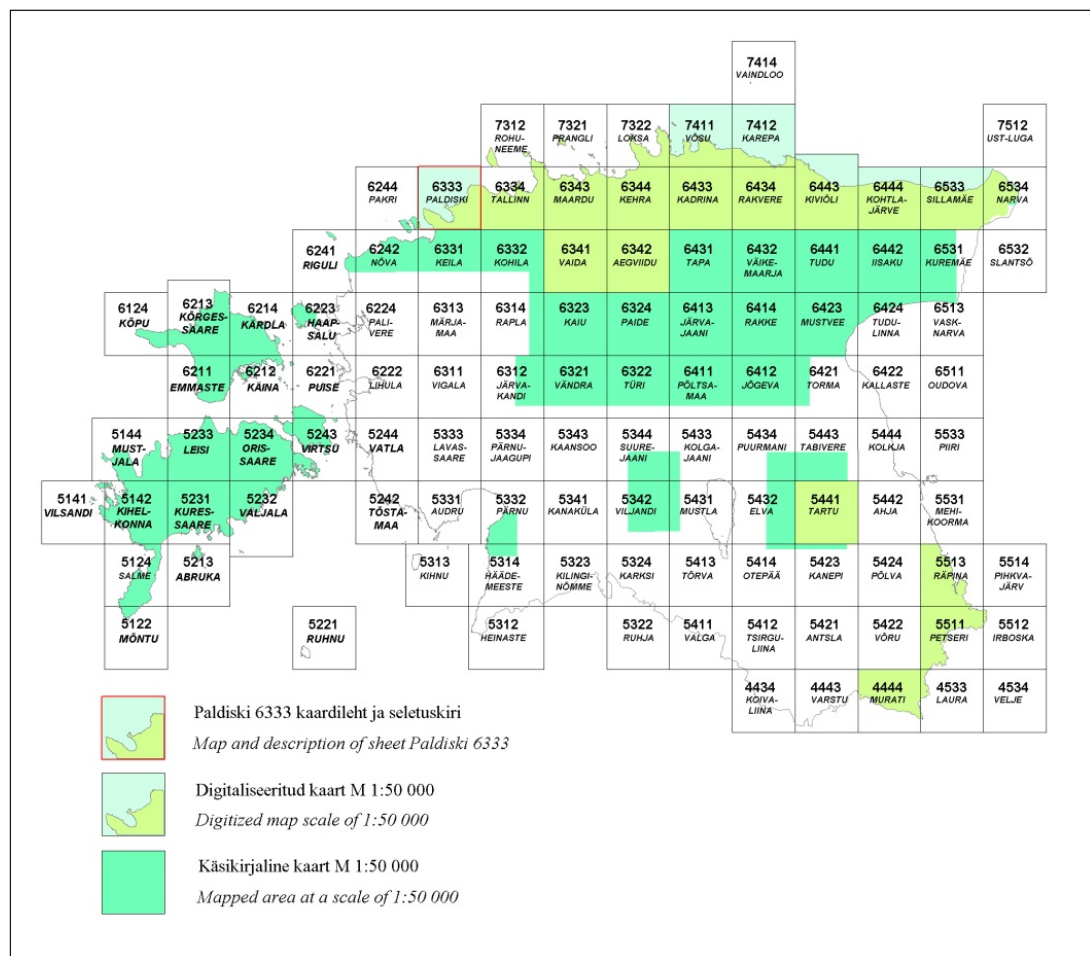 7414
VAINDLOO
7312
ROHU-
NEEME
7321
PRANGLI
7322
LOKSA
7411
VÕSU
7412
KAREPA
7512
UST-LUGA
6244
PAKRI
6333
PALDISKI
6334
TALLINN
6343
MAARDU
6344
KEHRA
6433
KADRINA
6434
RAKVERE
6443
KIVIÕLI
6444
KOHTLA-
JÄRVE
6533
SILLAMÄE
6534
NARVA
6241
RIGULI
6242
NÕVA
6331
KEILA
6332
KOHILA
6341
VAIDA
6342
AEGVIIDU
6431
TAPA
6432
VÄIKE-
MAARJA
6441
TUDU
6442
IISAKU
6531
KUREMÄE
6532
SLANTSÕ
6124
KÕPU
6213
KÕRGES-
SAARE
6214
KÄRDLA
6223
HAAP-
SALU
6224
PALI-
VERE
6313
MÄRJA-
MAA
6314
RAPLA
6323
KAIU
6324
PAIDE
6413
JÄRVA-
JAANI
6414
RAKKE
6423
MUSTVEE
6424
TUDU-
LINNA
6513
VASK-
NARVA
6211
EMMASTE
6212
KÄINA
6221
PUISE
6222
LIHULA
6311
VIGALA
6312
JÄRVA-
KANDI
6321
VÄNDRA
6322
TÜRI
6411
PÕLTSA-
MAA
6412
JÕGEVA
6421
TORMA
6422
KALLASTE
6511
OUDOVA
5144
MUST-
JALA
5233
LEISI
5234
ORIS-
SAARE
5243
VIRTSU
5244
VATLA
5333
LAVAS-
SAARE
5334
PÄRNU-
JAAGUPI
5343
KAANSOO
5344
SUURE-
JAANI
5433
KOLGA-
JAANI
5434
PUURMANI
5443
TABIVERE
5444
KOLKJA
5533
PIIRI
5141
VILSANDI
5142
KIHEL-
KONNA
5231
KURES-
SAARE
5232
VALJALA
5242
TÕSTA-
MAA
5331
AUDRU
5332
PÄRNU
5341
KANAKÜLA
5342
VILJANDI
5431
MUSTLA
5432
ELVA
5441
TARTU
5442
AHJA
5531
MEHI-
KOORMA
5124
SALME
5213
ABRUKA
5313
KIHNU
5314
HÄÄDE-
MEESTE
5323
KILINGI-
NÕMME
5324
KARKSI
5413
TÕRVA
5414
OTEPÄÄ
5423
KANEPI
5424
PÕLVA
5513
RÄPINA
5514
PIHKVA-
JÄRV
5122
MÕNTU
5221
RUHNU
5312
HEINASTE
5322
RUHJA
5411
VALGA
5412
TSIRGU-
LIINA
5421
ANTSLA
5422
VÕRU
5511
PETSERI
5512
IRBOSKA
4434
KOIVA-
LIINA
4443
VARSTU
4444
MURATI
4533
LAURA
4534
VELJE
Paldiski 6333 kaardileht ja seletuskiri
Map and description of sheet Paldiski 6333
Digitaliseeritud kaart M 1:50 000
Digitized map scale of 1:50 000
Käsikirjaline kaart M 1:50 000
Mapped area at a scale of 1:50 000